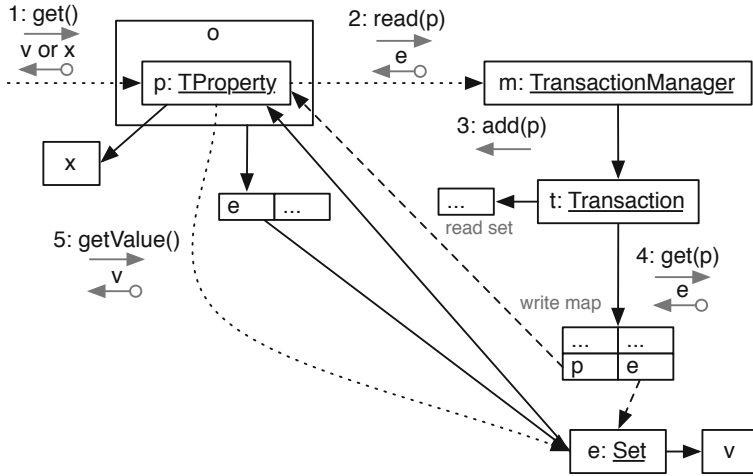 1: get()
v or x
o
2: read(p)
e
p: TProperty
m: TransactionManager
3: add(p)
x
e ...
...
t: Transaction
read set
5: getValue()
v
4: get(p)
e
write map
... ...
p e
e: Set
v